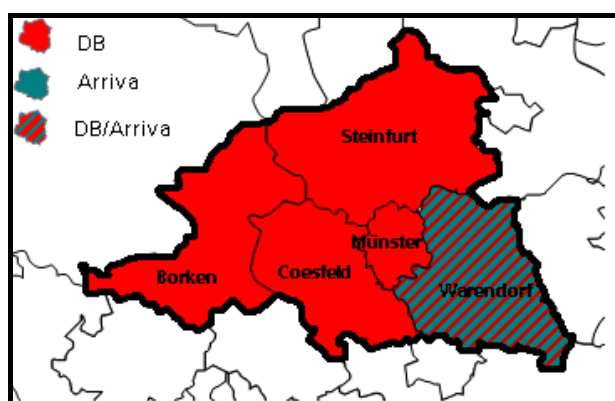 DB
Arriva
DB/Arriva
Steinfurt
Münster
Borken
Coesfeld
Warendorf